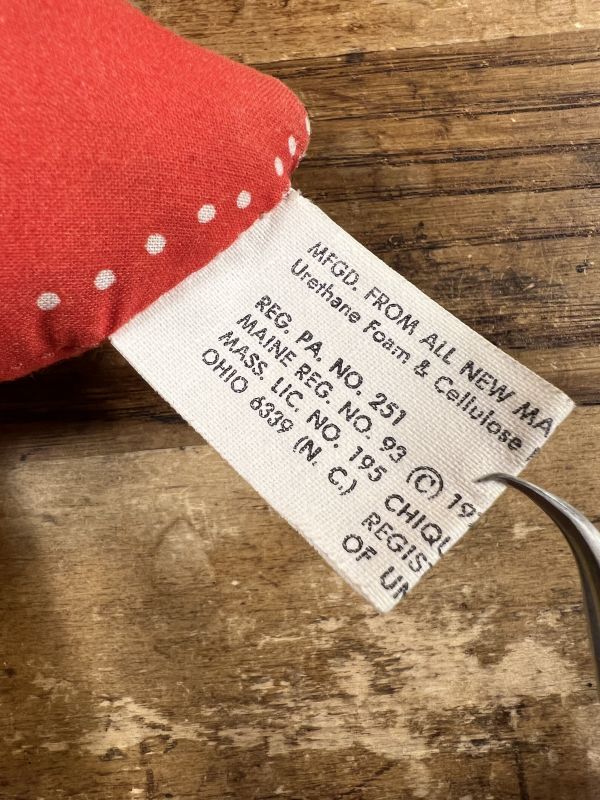 MFGD. FROM ALL NEW MA
Urethane Foam & Cellulose
REG. PA. NO. 251
MAINE REG. NO. 93
MASS. LIC. NO. 195
OHIO 6339 (N. C.)
© 19
CHIQU
REGIST
OF UN